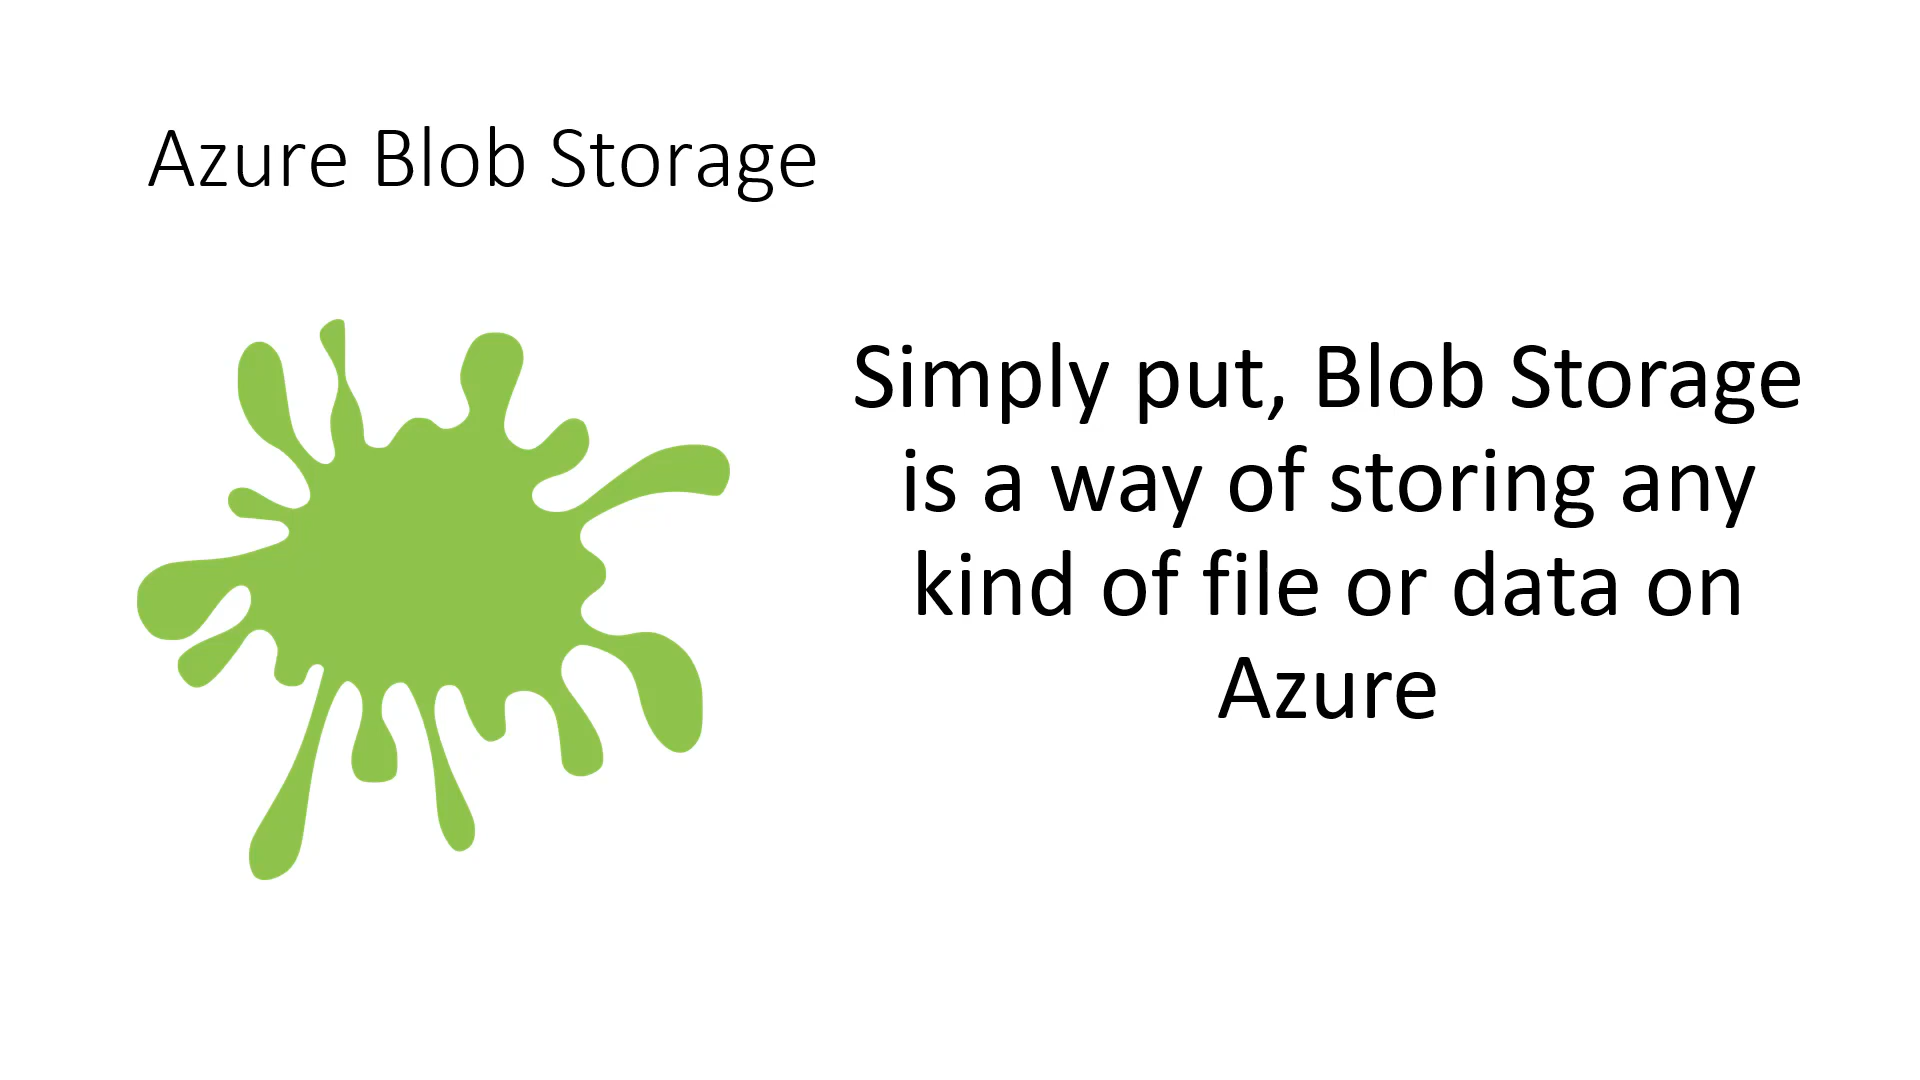 Azure Blob Storage
Simply put, Blob Storage
is a way of storing any
kind of file or data on
Azure